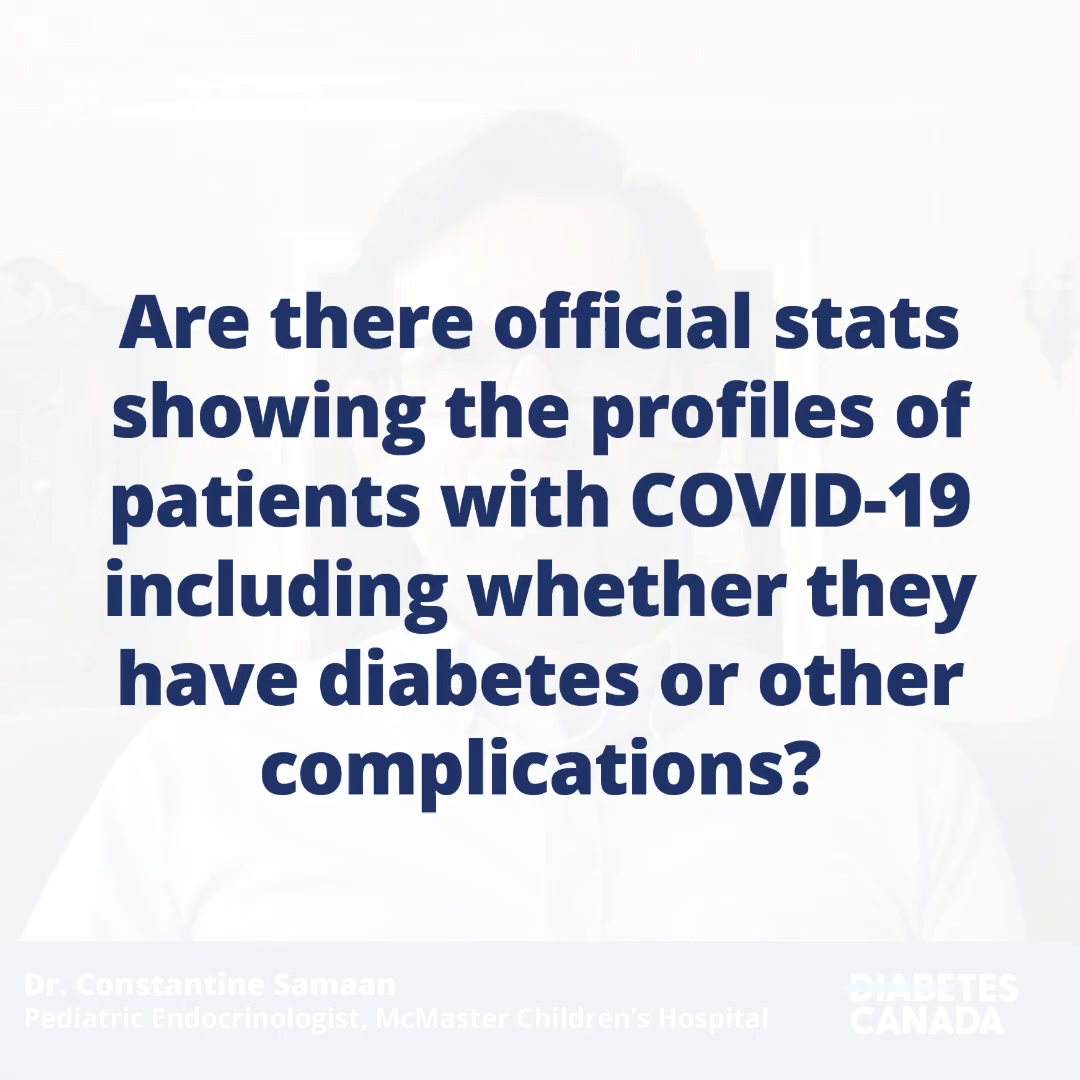 Are there official stats
showing the profiles of
patients with COVID-19
including whether they
have diabetes or other
complications?
Dr. Constantine Samaan
Pediatric Endocrinologist, McMaster Children's Hospital
DIABETES
CANADA